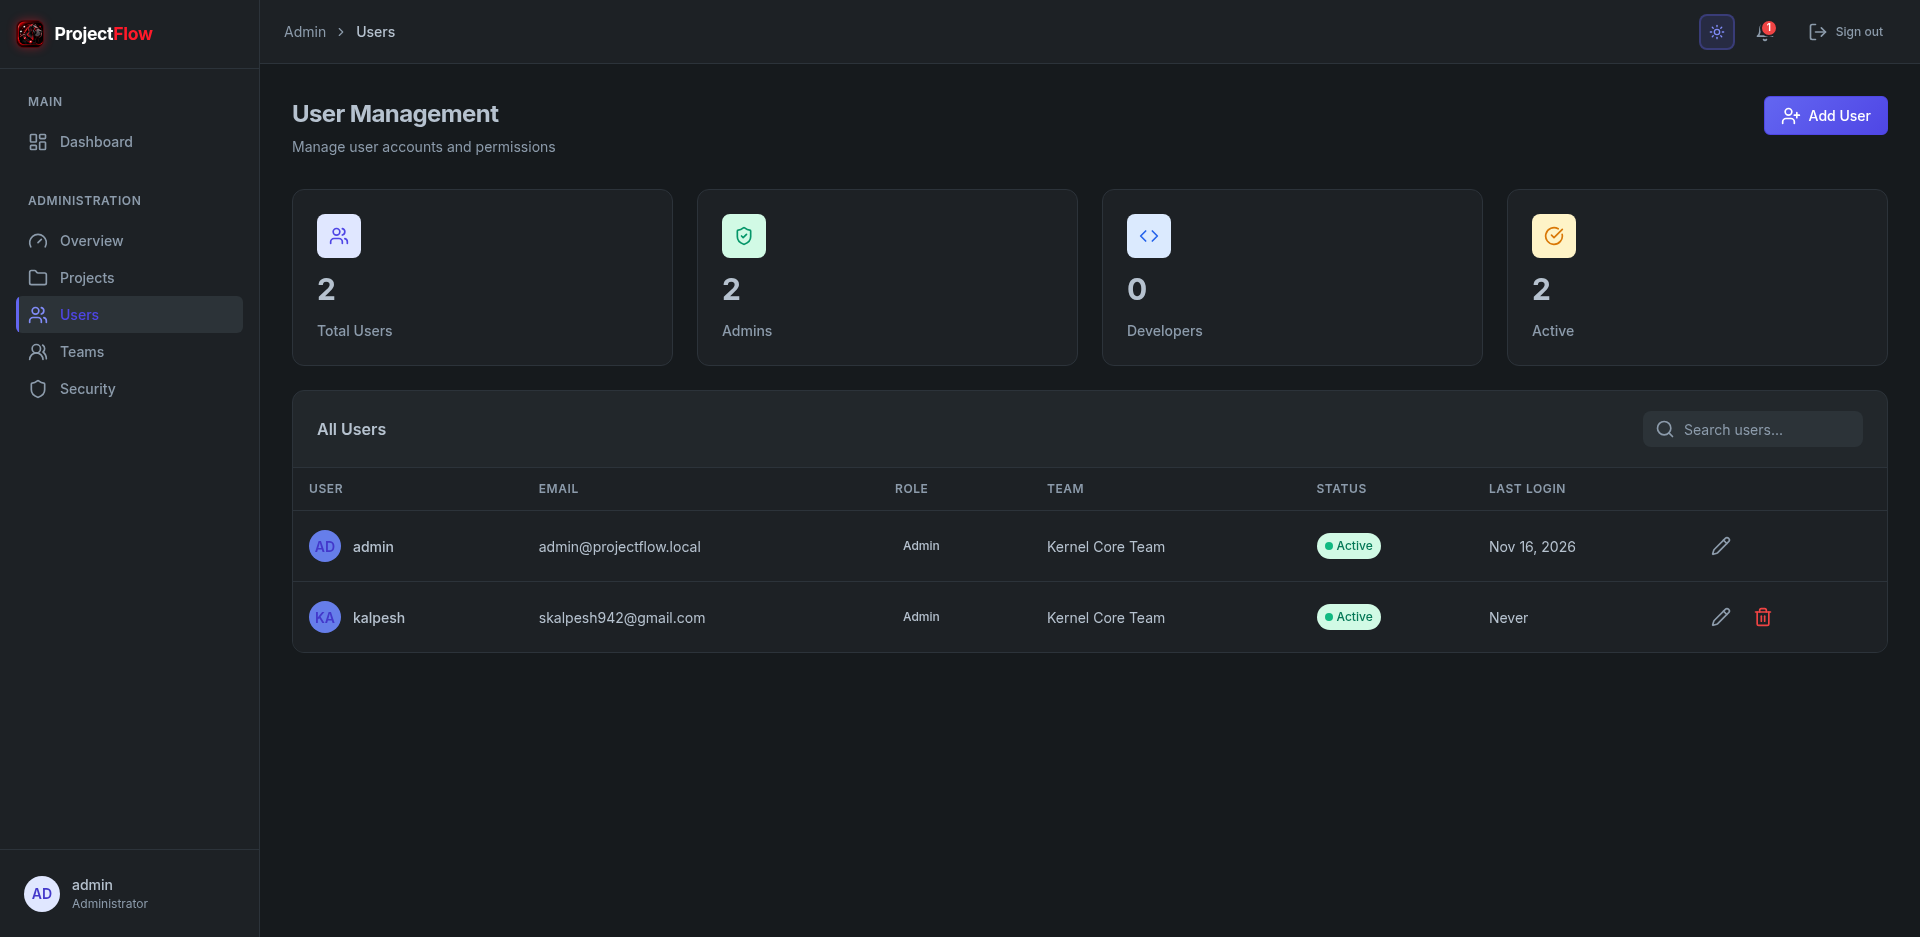 ProjectFlow
MAIN
Dashboard
ADMINISTRATION
Overview
Projects
Users
Teams
Security
AD
admin
Administrator
Admin > Users
1
Sign out
User Management
Manage user accounts and permissions
Add User
2
Total Users
2
Admins
0
Developers
2
Active
All Users
Search users...
USER EMAIL ROLE TEAM STATUS LAST LOGIN
AD admin admin@projectflow.local Admin Kernel Core Team Active Nov 16, 2026
KA kalpesh skalpesh942@gmail.com Admin Kernel Core Team Active Never